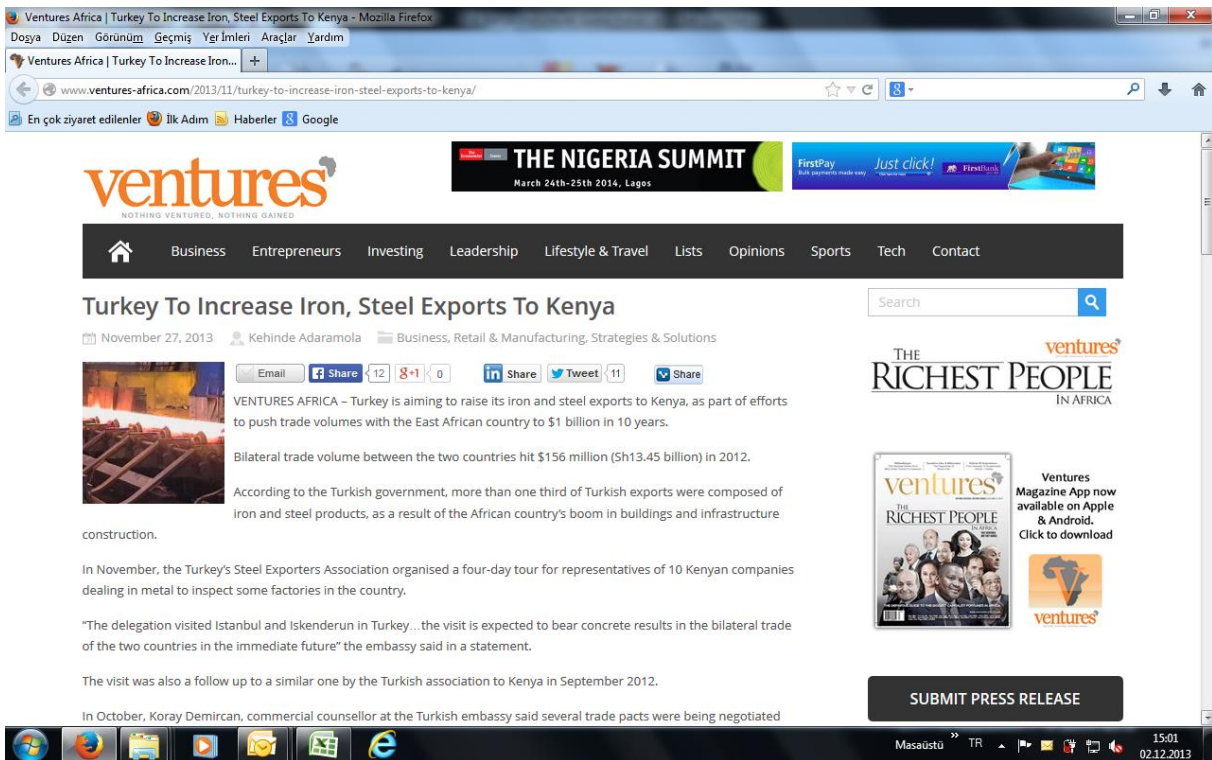 Ventures Africa | Turkey To Increase Iron, Steel Exports To Kenya - Mozilla Firefox
Dosya Düzen Görünüm Geçmiş Yer İmleri Araçlar Yardım
Ventures Africa | Turkey To Increase Iron...
www.ventures-africa.com/2013/11/turkey-to-increase-iron-steel-exports-to-kenya/
En çok ziyaret edilenler İlk Adım Haberler Google
ventures
NOTHING VENTURED, NOTHING GAINED
THE NIGERIA SUMMIT
March 24th-25th 2014, Lagos
FirstPay
Bulk payments made easy
Just click!
FirstBank
Business Entrepreneurs Investing Leadership Lifestyle & Travel Lists Opinions Sports Tech Contact
Turkey To Increase Iron, Steel Exports To Kenya
November 27, 2013 Kehinde Adaramola Business, Retail & Manufacturing, Strategies & Solutions
Email Share 12 +1 0 Share Tweet 11 Share
VENTURES AFRICA – Turkey is aiming to raise its iron and steel exports to Kenya, as part of efforts
to push trade volumes with the East African country to $1 billion in 10 years.
Bilateral trade volume between the two countries hit $156 million (Sh13.45 billion) in 2012.
According to the Turkish government, more than one third of Turkish exports were composed of
iron and steel products, as a result of the African country's boom in buildings and infrastructure
construction.
In November, the Turkey's Steel Exporters Association organised a four-day tour for representatives of 10 Kenyan companies
dealing in metal to inspect some factories in the country.
"The delegation visited Istanbul and Iskenderun in Turkey…the visit is expected to bear concrete results in the bilateral trade
of the two countries in the immediate future" the embassy said in a statement.
The visit was also a follow up to a similar one by the Turkish association to Kenya in September 2012.
In October, Koray Demircan, commercial counsellor at the Turkish embassy said several trade pacts were being negotiated
Search
ventures
THE
RICHEST PEOPLE
IN AFRICA
ventures
THE
RICHEST PEOPLE
IN AFRICA
Ventures
Magazine App now
available on Apple
& Android.
Click to download
ventures
SUBMIT PRESS RELEASE
Masaüstü TR 15:01
02.12.2013